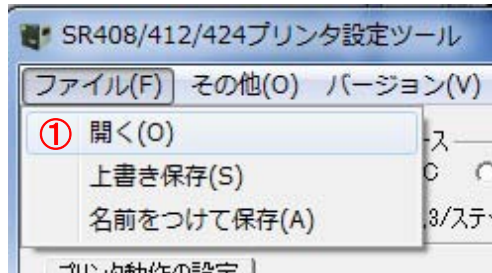 SR408/412/424プリンタ設定ツール
ファイル(F) その他(O) バージョン(V)
① 開く(O)
上書き保存(S)
名前をつけて保存(A)